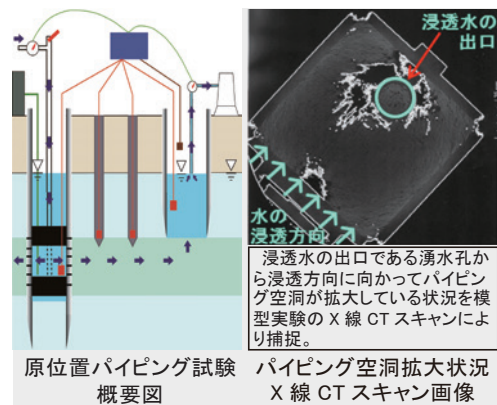 浸透水の
出口
水の
浸透方向
浸透水の出口である湧水孔か
ら浸透方向に向かってパイピン
グ空洞が拡大している状況を模
型実験の X 線 CT スキャンによ
り捕捉。
原位置パイピング試験
概要図
パイピング空洞拡大状況
X 線 CT スキャン画像